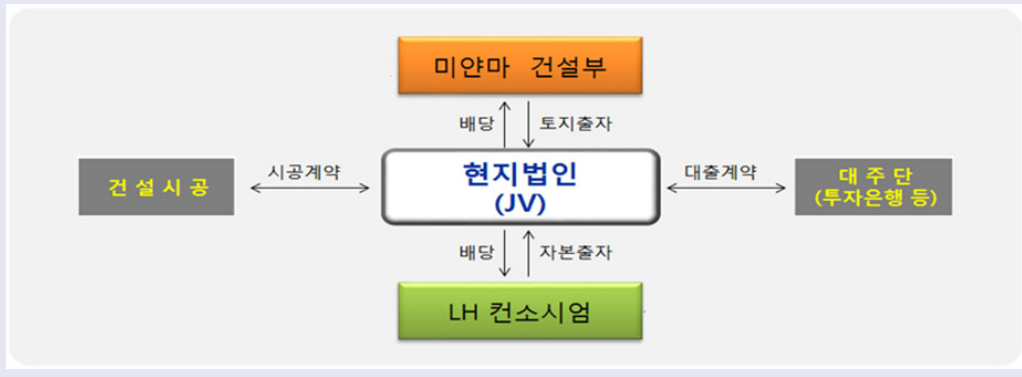 미얀마 건설부
배당
토지출자
건설시공
시공계약
현지법인
(JV)
대출계약
대주단
(투자은행 등)
배당
자본출자
LH 컨소시엄